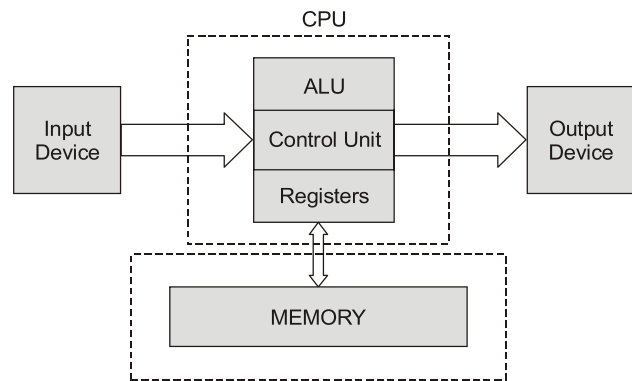 CPU
ALU
Input
Device
Control Unit
Output
Device
Registers
MEMORY